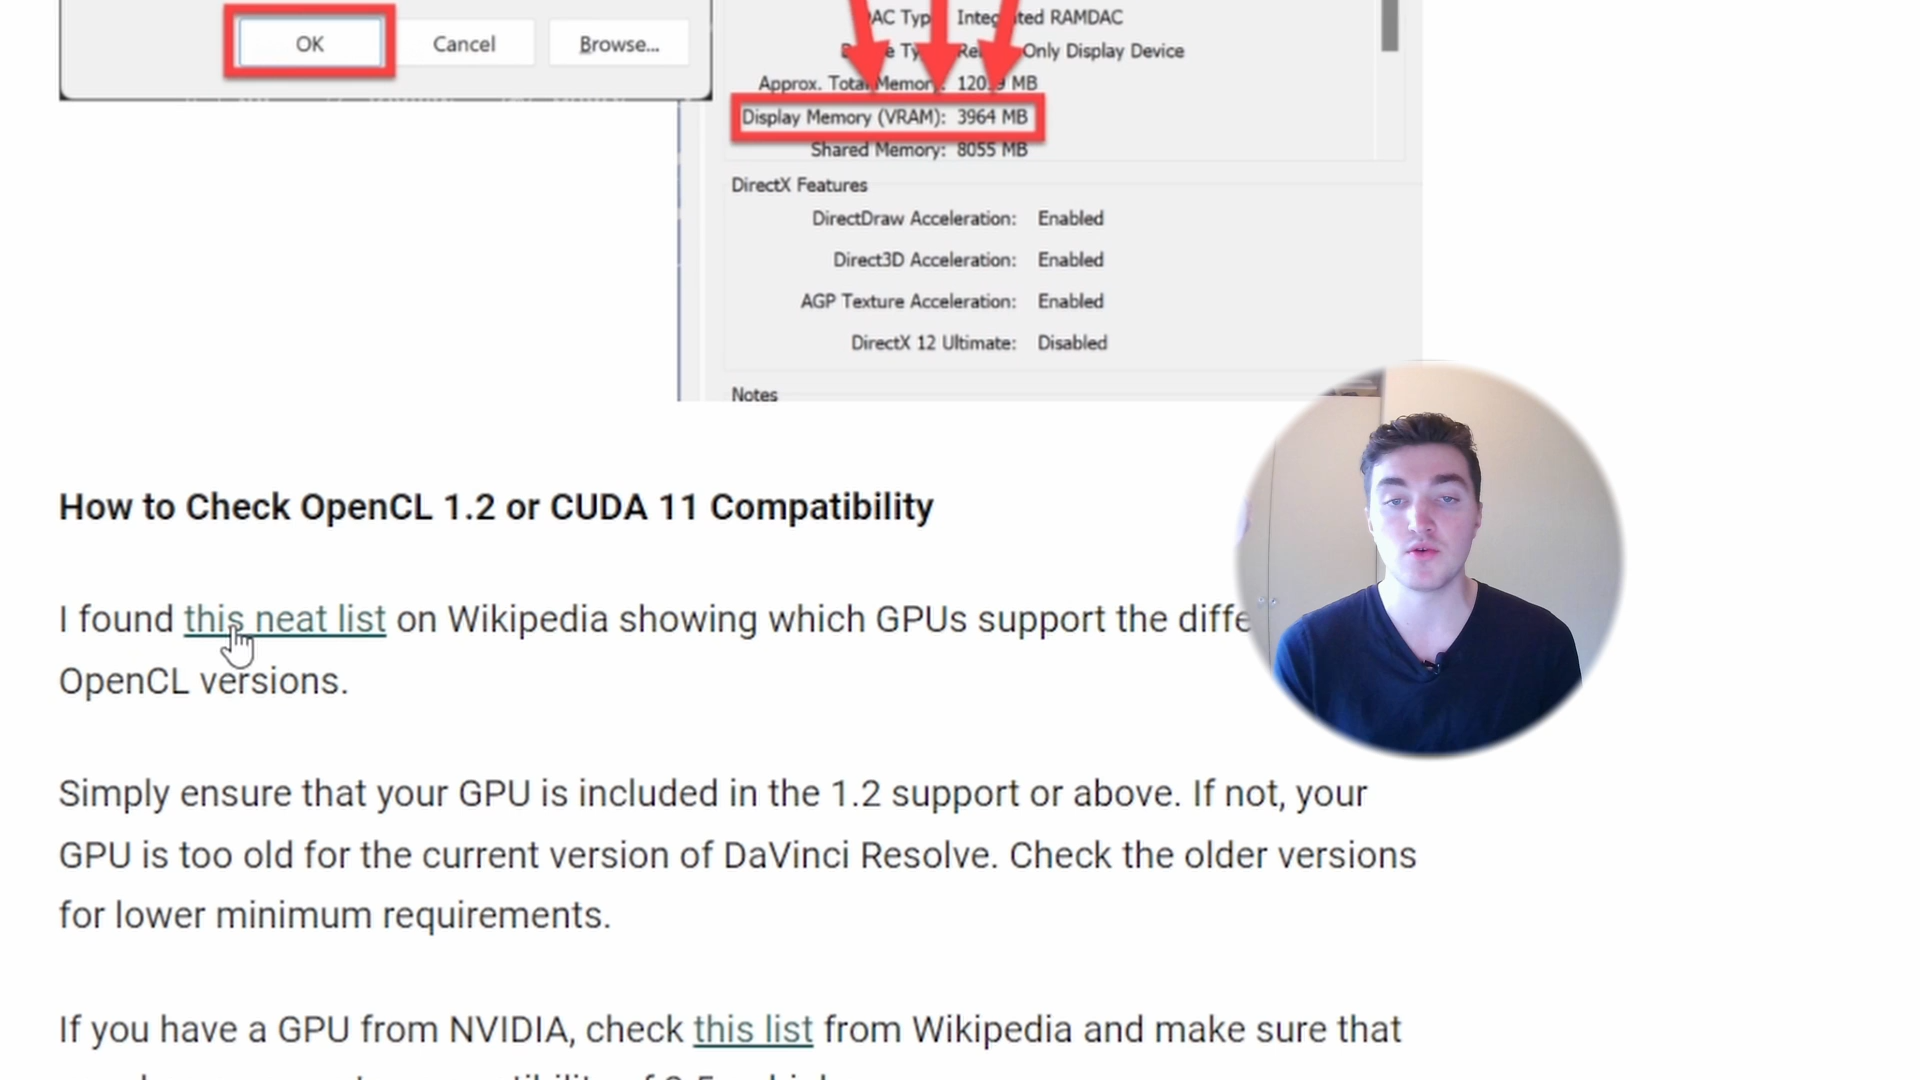 OK Cancel Browse...
Integrated RAMDAC
Only Display Device
Approx. Total Memory: MB
Display Memory (VRAM): 3964 MB
Shared Memory: 8055 MB
DirectX Features
DirectDraw Acceleration: Enabled
Direct3D Acceleration: Enabled
AGP Texture Acceleration: Enabled
DirectX 12 Ultimate: Disabled
Notes
How to Check OpenCL 1.2 or CUDA 11 Compatibility
I found this neat list on Wikipedia showing which GPUs support the diffe
OpenCL versions.
Simply ensure that your GPU is included in the 1.2 support or above. If not, your
GPU is too old for the current version of DaVinci Resolve. Check the older versions
for lower minimum requirements.
If you have a GPU from NVIDIA, check this list from Wikipedia and make sure that